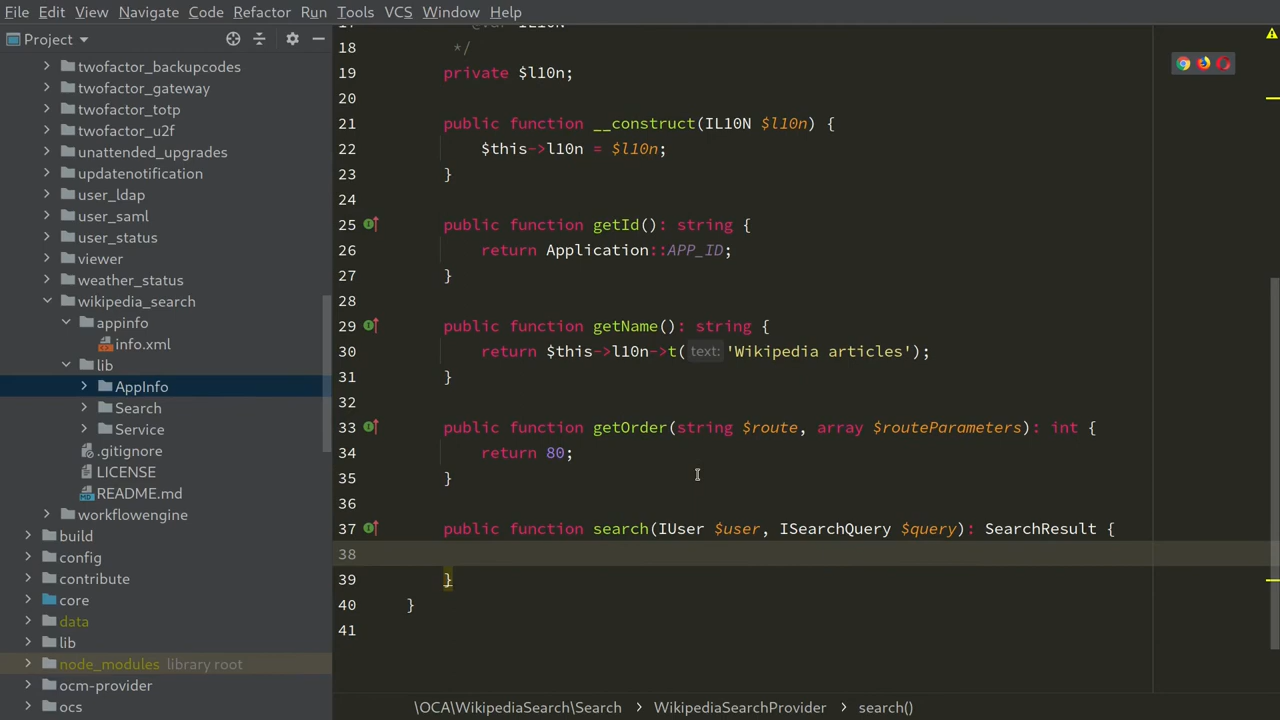 File Edit View Navigate Code Refactor Run Tools VCS Window Help
Project
twofactor_backupcodes
twofactor_gateway
twofactor_totp
twofactor_u2f
unattended_upgrades
updatenotification
user_ldap
user_saml
user_status
viewer
weather_status
wikipedia_search
appinfo
info.xml
lib
AppInfo
Search
Service
.gitignore
LICENSE
README.md
workflowengine
build
config
contribute
core
data
lib
node_modules library root
ocm-provider
ocs
18 */
19 private $l10n;
20
21 public function __construct(IL10N $l10n) {
22 $this->l10n = $l10n;
23 }
24
25 public function getId(): string {
26 return Application::APP_ID;
27 }
28
29 public function getName(): string {
30 return $this->l10n->t( text: 'Wikipedia articles');
31 }
32
33 public function getOrder(string $route, array $routeParameters): int {
34 return 80;
35 }
36
37 public function search(IUser $user, ISearchQuery $query): SearchResult {
38
39 }
40 }
41
\OCA\WikipediaSearch\Search > WikipediaSearchProvider > search()